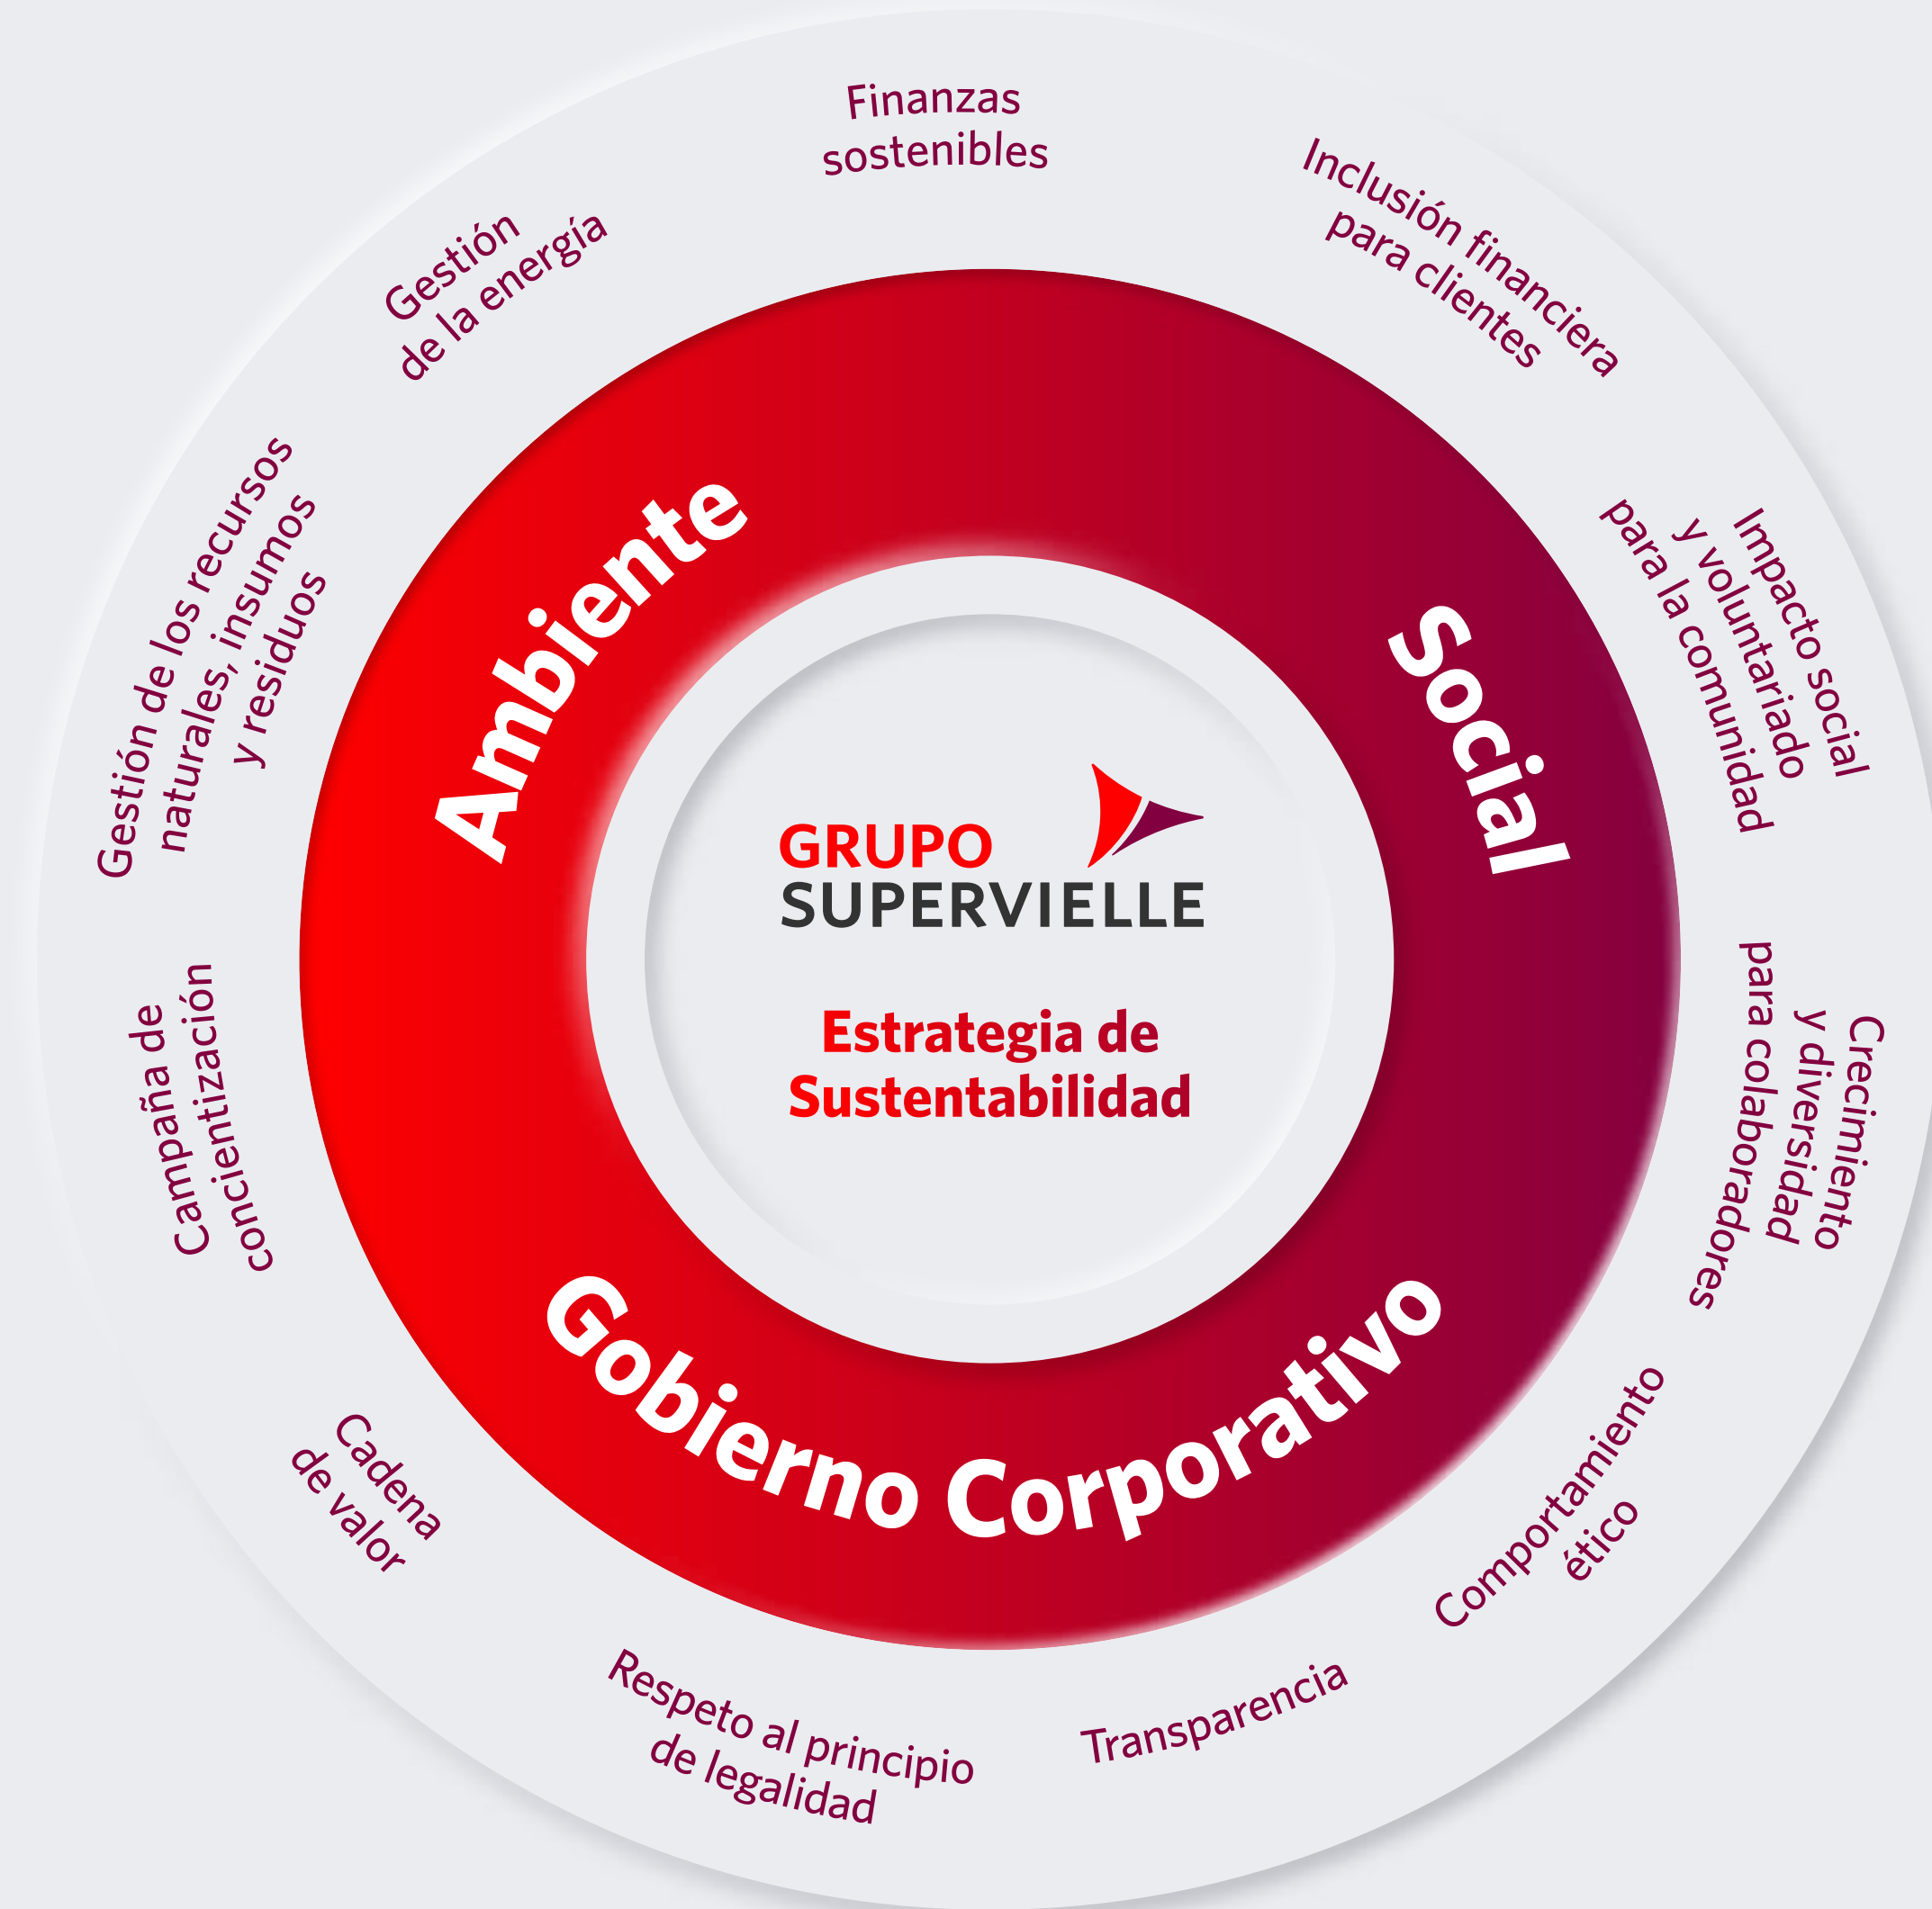 Finanzas
sostenibles
Inclusión financiera
para clientes
Impacto social
y voluntariado
para la comunidad
Crecimiento
y diversidad
para colaboradores
Comportamiento
ético
Transparencia
Respeto al principio
de legalidad
Cadena
de valor
Campaña de
concientización
Gestión de los recursos
naturales, insumos
y residuos
Gestión
de la energía
Ambiente
Social
Gobierno Corporativo
GRUPO
SUPERVIELLE
Estrategia de
Sustentabilidad